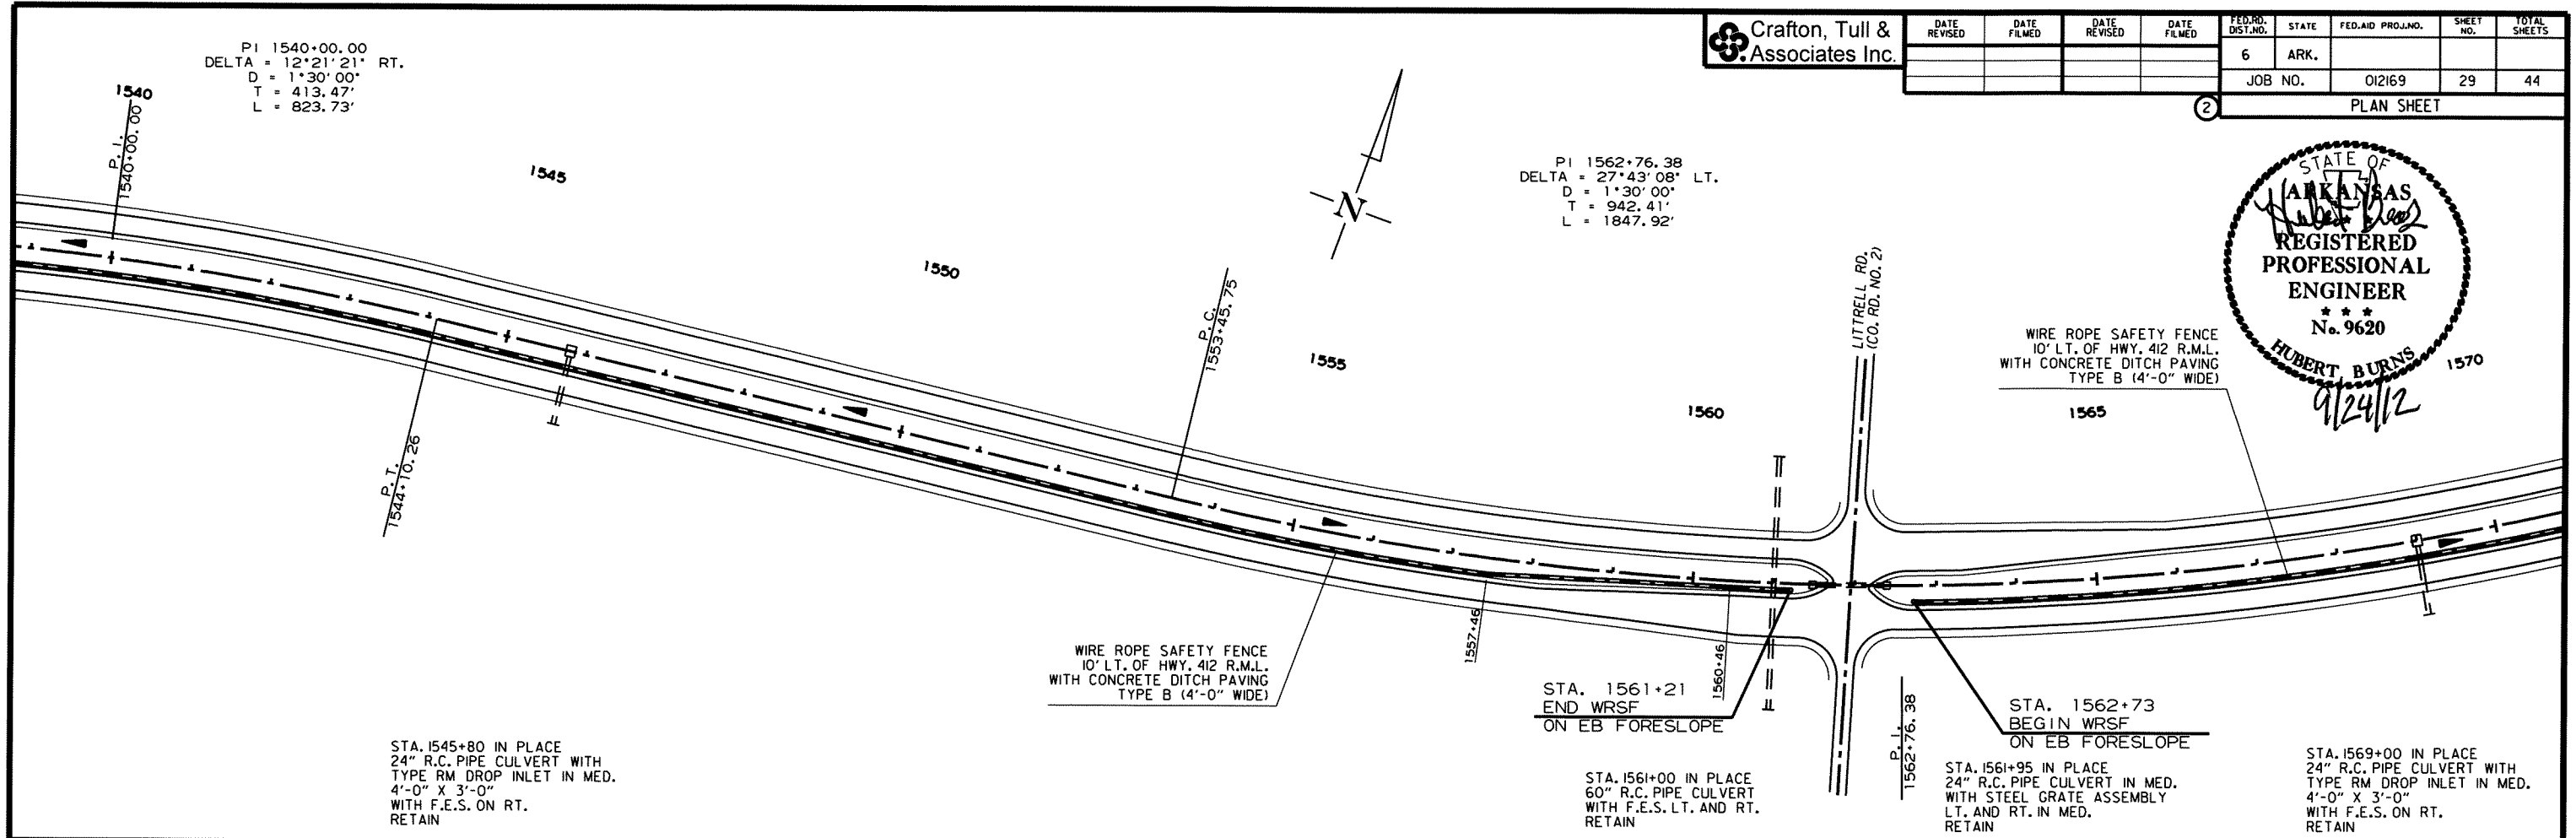 Crafton, Tull &
Associates Inc.
DATE REVISED
DATE FILMED
DATE REVISED
DATE FILMED
FED.RD. DIST.NO.
STATE
FED.AID PROJ.NO.
SHEET NO.
TOTAL SHEETS
6
ARK.
JOB NO.
012169
29
44
2
PLAN SHEET
PI 1540+00.00
DELTA = 12°21'21" RT.
D = 1°30'00"
T = 413.47'
L = 823.73'
1540
P.I.
1540+00.00
1545
1550
N
PI 1562+76.38
DELTA = 27°43'08" LT.
D = 1°30'00"
T = 942.41'
L = 1847.92'
STATE OF
ARKANSAS
REGISTERED
PROFESSIONAL
ENGINEER
* * *
No. 9620
HUBERT BURNS
9/24/12
P.C.
1553+45.75
1555
LITTRELL RD.
(CO. RD. NO. 2)
WIRE ROPE SAFETY FENCE
10' LT. OF HWY. 412 R.M.L.
WITH CONCRETE DITCH PAVING
TYPE B (4'-0" WIDE)
1570
1560
1565
P.T.
1544+10.26
WIRE ROPE SAFETY FENCE
10' LT. OF HWY. 412 R.M.L.
WITH CONCRETE DITCH PAVING
TYPE B (4'-0" WIDE)
1557+46
1560+46
STA. 1561+21
END WRSF
ON EB FORESLOPE
P.I.
1562+76.38
STA. 1562+73
BEGIN WRSF
ON EB FORESLOPE
STA. 1545+80 IN PLACE
24" R.C. PIPE CULVERT WITH
TYPE RM DROP INLET IN MED.
4'-0" X 3'-0"
WITH F.E.S. ON RT.
RETAIN
STA. 1561+00 IN PLACE
60" R.C. PIPE CULVERT
WITH F.E.S. LT. AND RT.
RETAIN
STA. 1561+95 IN PLACE
24" R.C. PIPE CULVERT IN MED.
WITH STEEL GRATE ASSEMBLY
LT. AND RT. IN MED.
RETAIN
STA. 1569+00 IN PLACE
24" R.C. PIPE CULVERT WITH
TYPE RM DROP INLET IN MED.
4'-0" X 3'-0"
WITH F.E.S. ON RT.
RETAIN